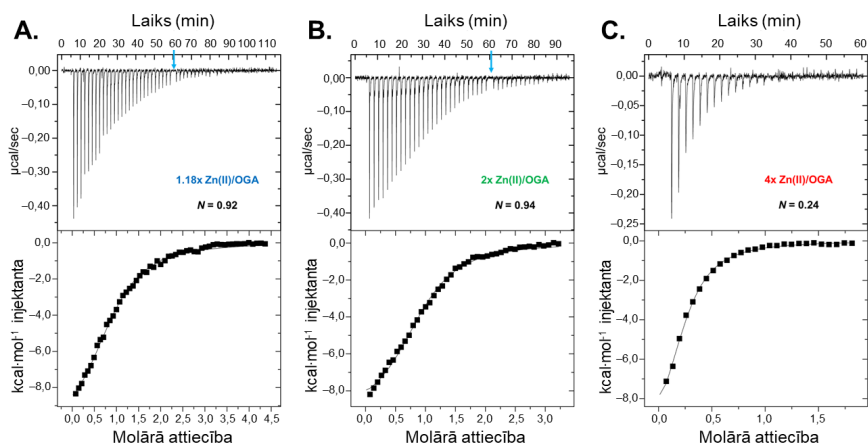 A.
Laiks (min)
0 10 20 30 40 50 60 70 80 90 100 110
0,00
−0,10
−0,20
−0,30
−0,40
µcal/sec
1.18x Zn(II)/OGA
N = 0.92
0,0
−2,0
−4,0
−6,0
−8,0
kcal·mol⁻¹ injektanta
0,0 0,5 1,0 1,5 2,0 2,5 3,0 3,5 4,0 4,5
Molārā attiecība
B.
Laiks (min)
0 10 20 30 40 50 60 70 80 90
0,00
−0,10
−0,20
−0,30
−0,40
µcal/sec
2x Zn(II)/OGA
N = 0.94
0,0
−2,0
−4,0
−6,0
−8,0
kcal·mol⁻¹ injektanta
0,0 0,5 1,0 1,5 2,0 2,5 3,0
Molārā attiecība
C.
Laiks (min)
0 5 10 15 20 25 30 35 40 45 50 55 60
0,00
−0,05
−0,10
−0,15
−0,20
−0,25
µcal/sec
4x Zn(II)/OGA
N = 0.24
0,0
−2,0
−4,0
−6,0
−8,0
kcal·mol⁻¹ injektanta
0,0 0,5 1,0 1,5
Molārā attiecība